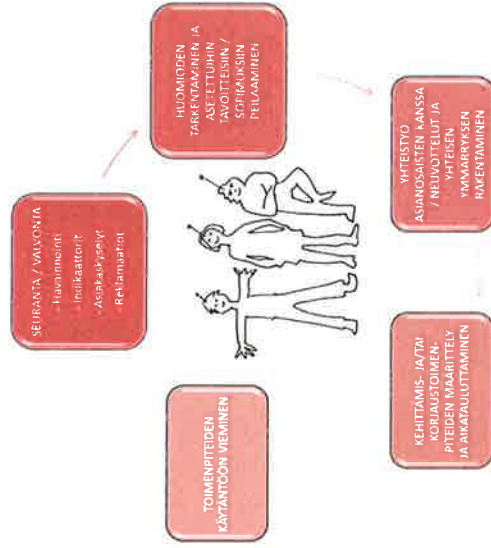 SEURANTA / VALVONTA
- Havainnointi
- Indikaattorit
- Asiakaskyselyt
- Reklamaatiot
HUOMIOIDEN
TARKENTAMINEN JA
ASETETTUIHIN
TAVOITTEISIIN /
SOPIMUKSIIN
PEILAAMINEN
YHTEISTYÖ
ASIANOSAISTEN KANSSA
/ NEUVOTTELUT JA
YHTEISEN
YMMÄRRYKSEN
RAKENTAMINEN
KEHITTÄMIS- JA/TAI
KORJAUSTOIMEN-
PITEIDEN MÄÄRITTELY
JA AIKATAULUTTAMINEN
TOIMENPITEIDEN
KÄYTÄNTÖÖN VIEMINEN